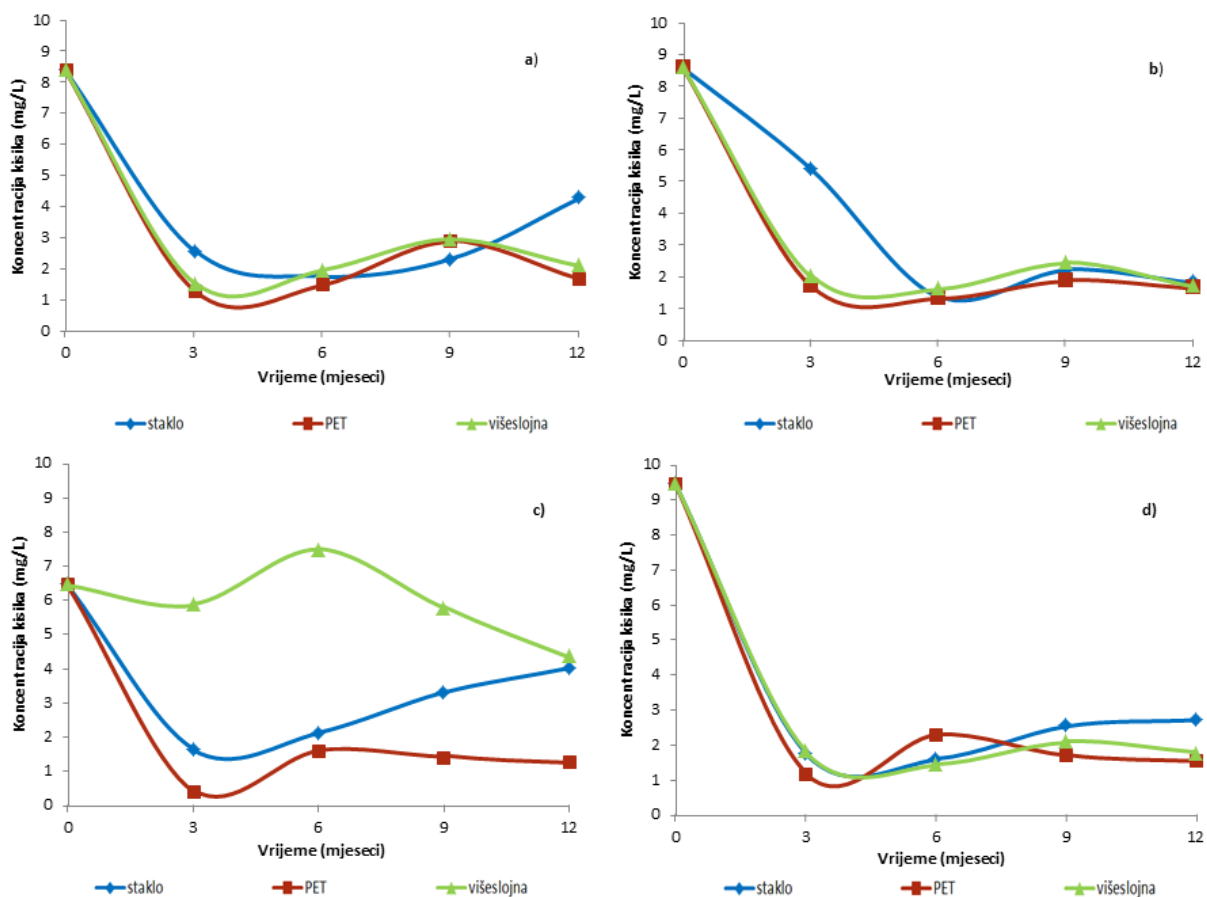 a)
Koncentracija kisika (mg/L)
10
9
8
7
6
5
4
3
2
1
0
0 3 6 9 12
Vrijeme (mjeseci)
staklo PET višeslojna
b)
Koncentracija kisika (mg/L)
10
9
8
7
6
5
4
3
2
1
0
0 3 6 9 12
Vrijeme (mjeseci)
staklo PET višeslojna
c)
Koncentracija kisika (mg/L)
10
9
8
7
6
5
4
3
2
1
0
0 3 6 9 12
Vrijeme (mjeseci)
staklo PET višeslojna
d)
Koncentracija kisika (mg/L)
10
9
8
7
6
5
4
3
2
1
0
0 3 6 9 12
Vrijeme (mjeseci)
staklo PET višeslojna